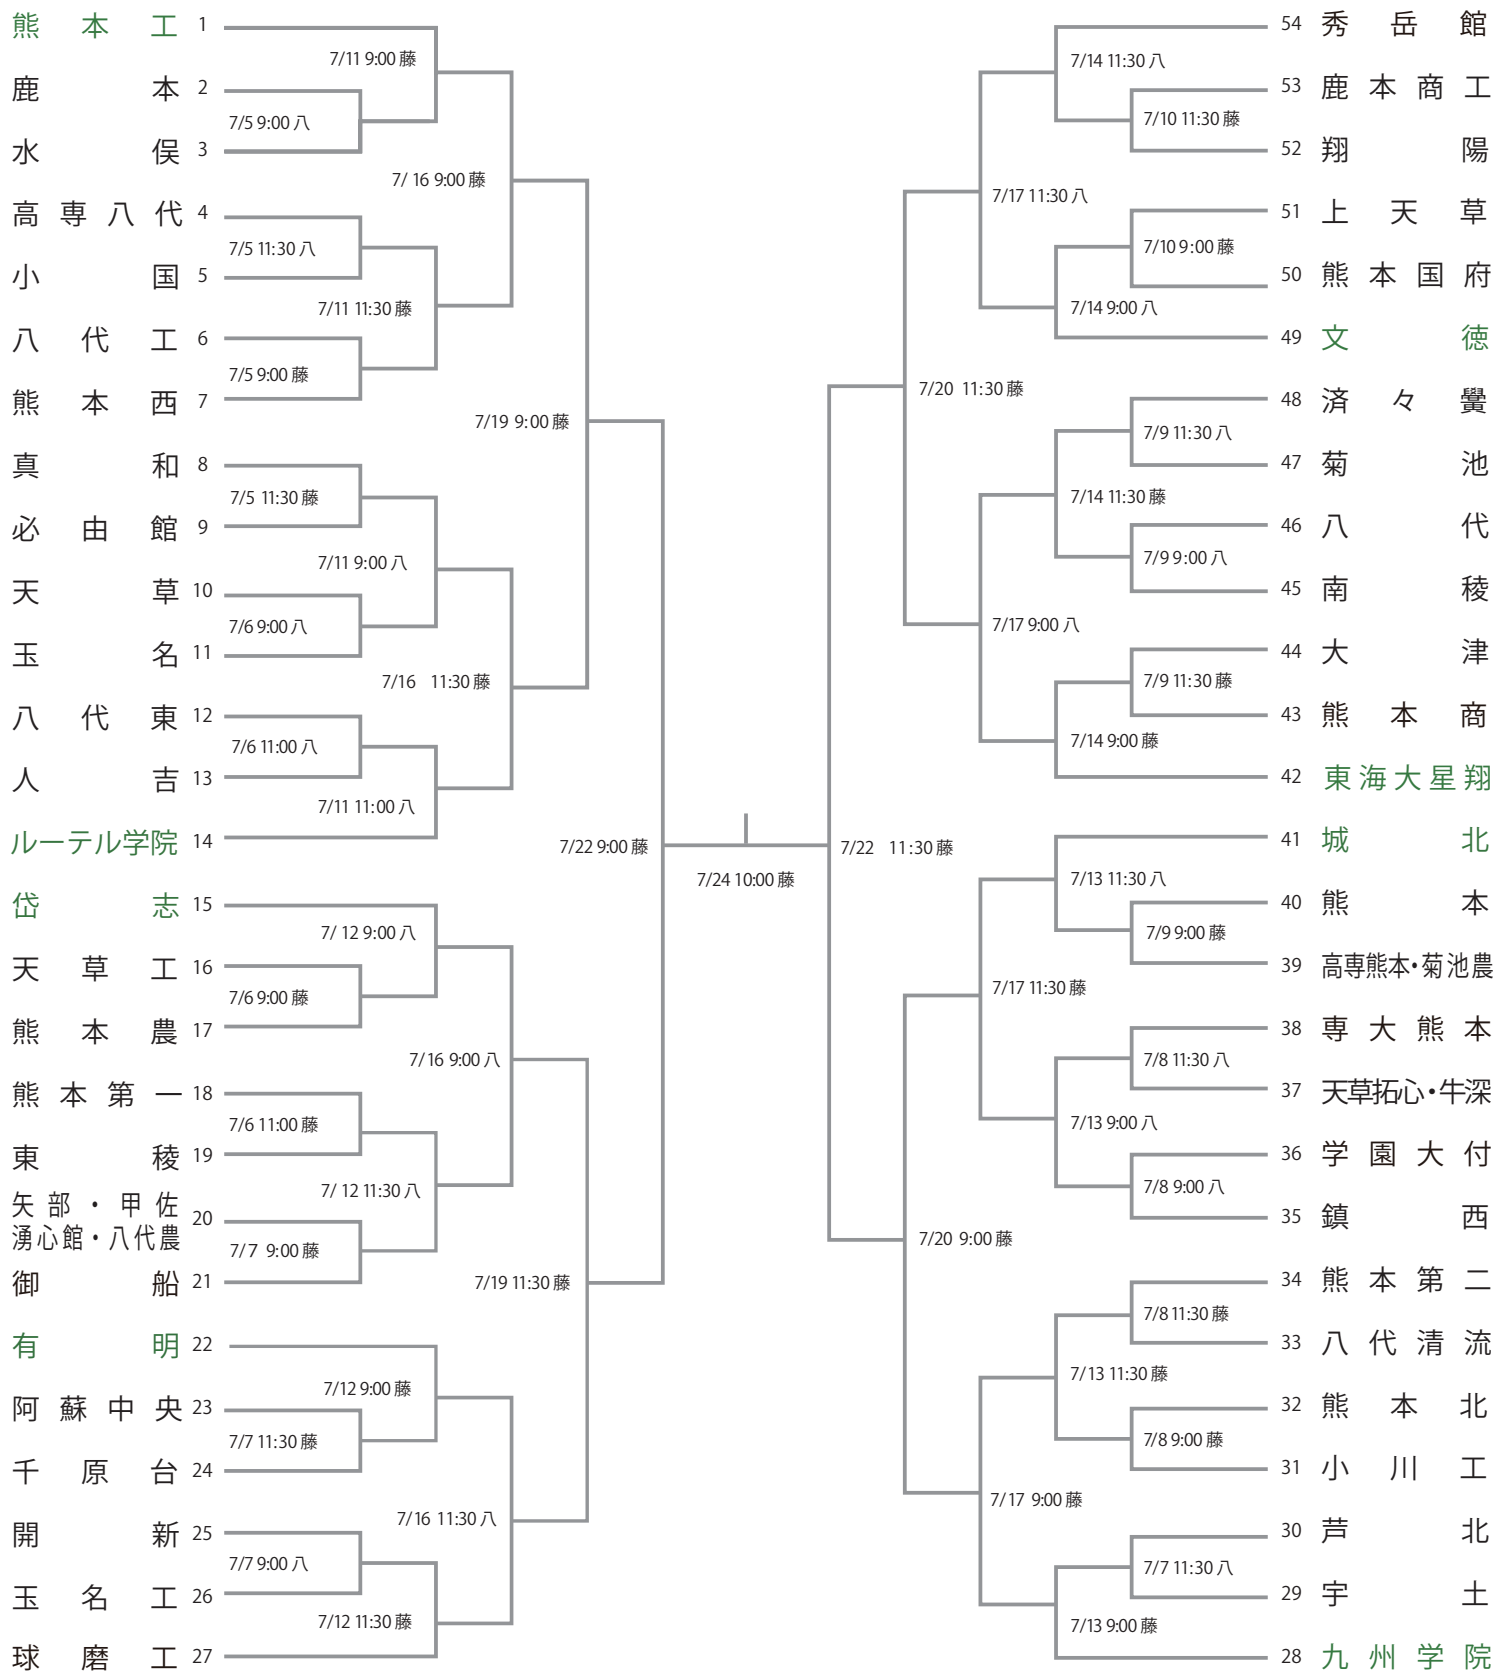 熊本工 1
7/11 9:00 藤
鹿本 2
7/5 9:00 八
水俣 3
7/ 16 9:00 藤
高専八代 4
7/5 11:30 八
小国 5
7/11 11:30 藤
八代工 6
7/5 9:00 藤
熊本西 7
7/19 9:00 藤
真和 8
7/5 11:30 藤
必由館 9
7/11 9:00 八
天草 10
7/6 9:00 八
玉名 11
7/16 11:30 藤
八代東 12
7/6 11:00 八
人吉 13
7/11 11:00 八
ルーテル学院 14
7/22 9:00 藤
岱志 15
7/ 12 9:00 八
天草工 16
7/6 9:00 藤
熊本農 17
7/16 9:00 八
熊本第一 18
7/6 11:00 藤
東稜 19
7/ 12 11:30 八
矢部・甲佐
湧心館・八代農 20
7/7 9:00 藤
御船 21
7/19 11:30 藤
有明 22
7/12 9:00 藤
阿蘇中央 23
7/7 11:30 藤
千原台 24
7/16 11:30 八
開新 25
7/7 9:00 八
玉名工 26
7/12 11:30 藤
球磨工 27
7/24 10:00 藤
54 秀岳館
7/14 11:30 八
53 鹿本商工
7/10 11:30 藤
52 翔陽
7/17 11:30 八
51 上天草
7/10 9:00 藤
50 熊本国府
7/14 9:00 八
49 文徳
7/20 11:30 藤
48 済々黌
7/9 11:30 八
47 菊池
7/14 11:30 藤
46 八代
7/9 9:00 八
45 南稜
7/17 9:00 八
44 大津
7/9 11:30 藤
43 熊本商
7/14 9:00 藤
42 東海大星翔
7/22 11:30 藤
41 城北
7/13 11:30 八
40 熊本
7/9 9:00 藤
39 高専熊本・菊池農
7/17 11:30 藤
38 専大熊本
7/8 11:30 八
37 天草拓心・牛深
7/13 9:00 八
36 学園大付
7/8 9:00 八
35 鎮西
7/20 9:00 藤
34 熊本第二
7/8 11:30 藤
33 八代清流
7/13 11:30 藤
32 熊本北
7/8 9:00 藤
31 小川工
7/17 9:00 藤
30 芦北
7/7 11:30 八
29 宇土
7/13 9:00 藤
28 九州学院